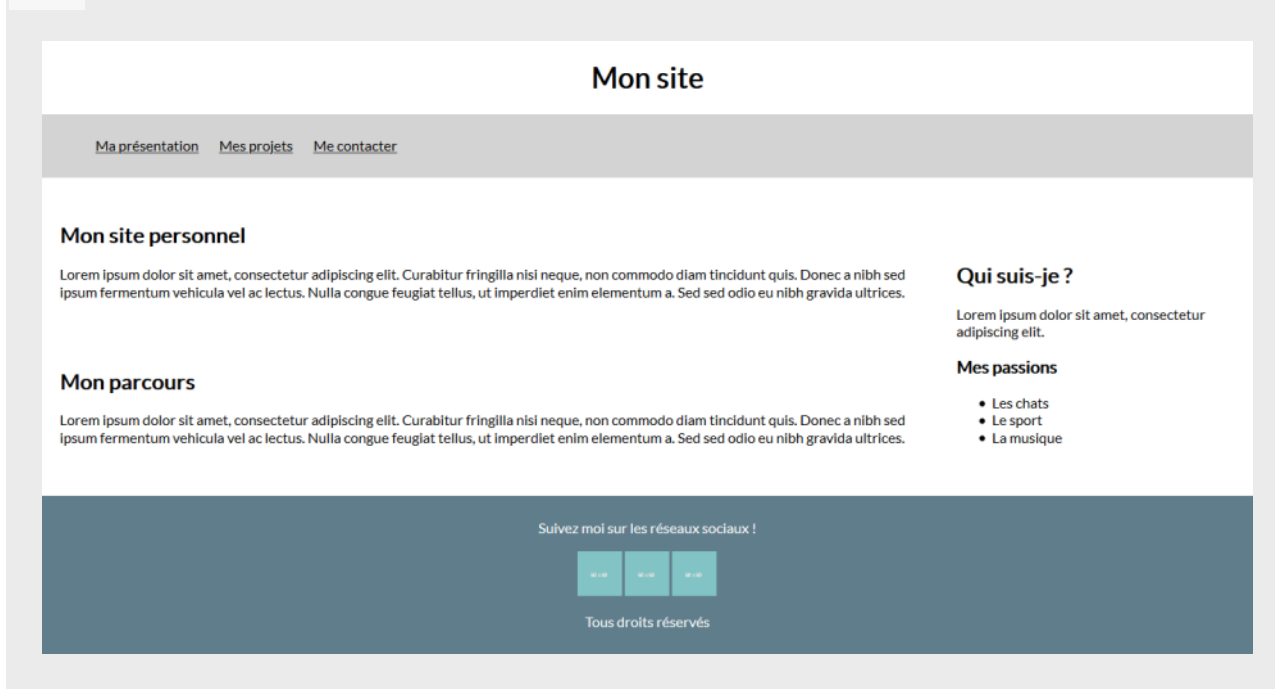 Mon site
Ma présentation Mes projets Me contacter
Mon site personnel
Lorem ipsum dolor sit amet, consectetur adipiscing elit. Curabitur fringilla nisi neque, non commodo diam tincidunt quis. Donec a nibh sed
ipsum fermentum vehicula vel ac lectus. Nulla congue feugiat tellus, ut imperdiet enim elementum a. Sed sed odio eu nibh gravida ultrices.
Mon parcours
Lorem ipsum dolor sit amet, consectetur adipiscing elit. Curabitur fringilla nisi neque, non commodo diam tincidunt quis. Donec a nibh sed
ipsum fermentum vehicula vel ac lectus. Nulla congue feugiat tellus, ut imperdiet enim elementum a. Sed sed odio eu nibh gravida ultrices.
Qui suis-je ?
Lorem ipsum dolor sit amet, consectetur
adipiscing elit.
Mes passions
Les chats
Le sport
La musique
Suivez moi sur les réseaux sociaux !
Tous droits réservés